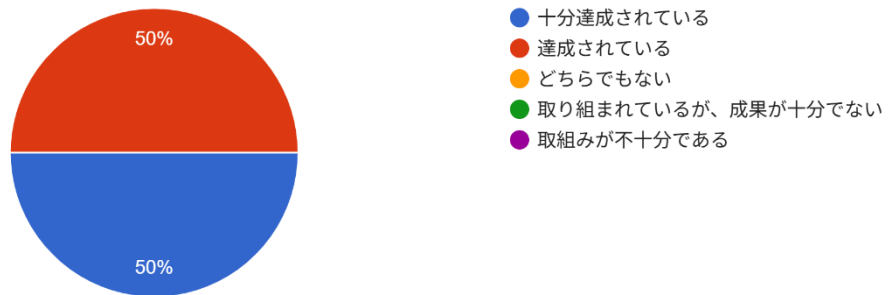 50%
50%
十分達成されている
達成されている
どちらでもない
取り組まれているが、成果が十分でない
取組みが不十分である